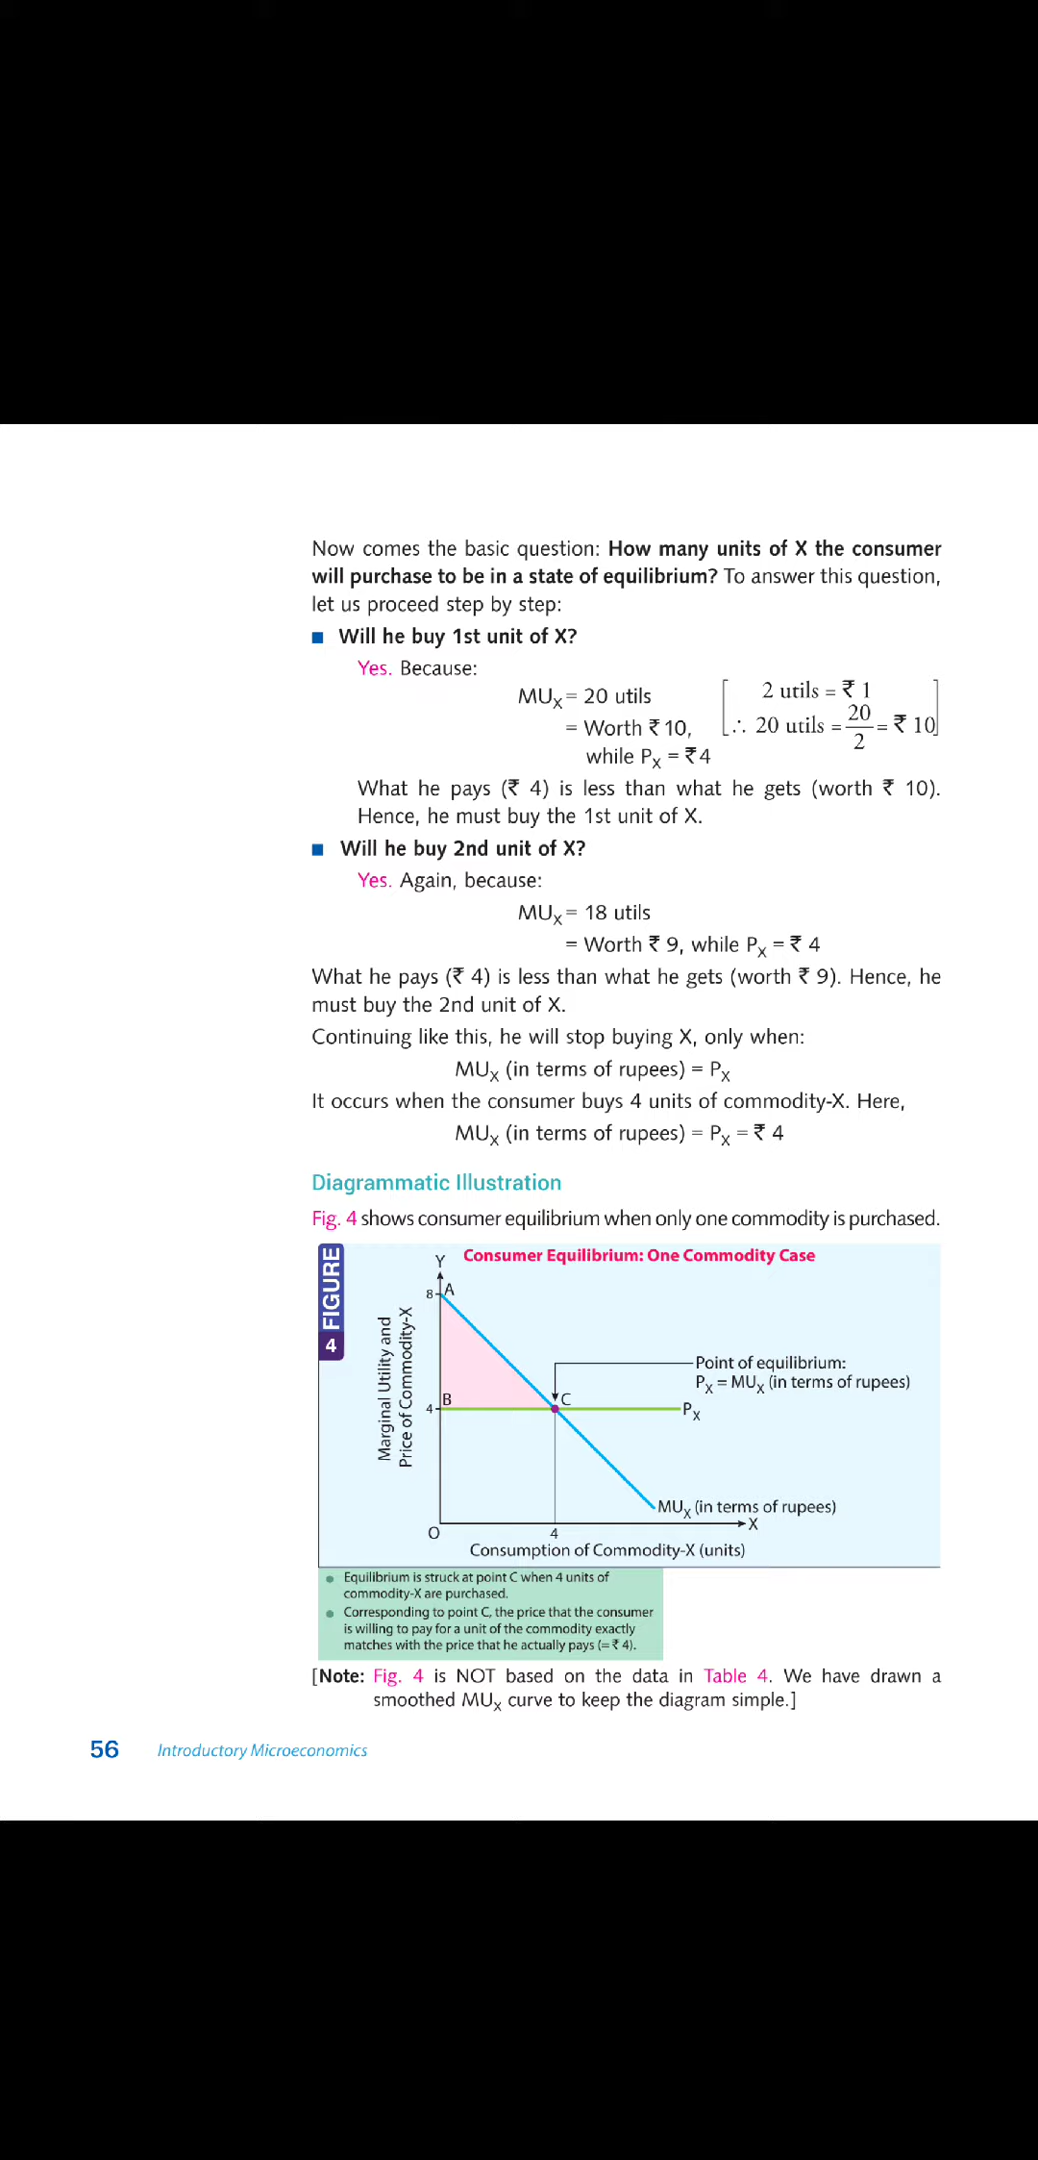 Now comes the basic question: How many units of X the consumer
will purchase to be in a state of equilibrium? To answer this question,
let us proceed step by step:
■ Will he buy 1st unit of X?
Yes. Because:
MUX = 20 utils [ 2 utils = ₹ 1
= Worth ₹ 10, ∴ 20 utils = 20/2 = ₹ 10 ]
while PX = ₹ 4
What he pays (₹ 4) is less than what he gets (worth ₹ 10).
Hence, he must buy the 1st unit of X.
■ Will he buy 2nd unit of X?
Yes. Again, because:
MUX = 18 utils
= Worth ₹ 9, while PX = ₹ 4
What he pays (₹ 4) is less than what he gets (worth ₹ 9). Hence, he
must buy the 2nd unit of X.
Continuing like this, he will stop buying X, only when:
MUX (in terms of rupees) = PX
It occurs when the consumer buys 4 units of commodity-X. Here,
MUX (in terms of rupees) = PX = ₹ 4
Diagrammatic Illustration
Fig. 4 shows consumer equilibrium when only one commodity is purchased.
FIGURE 4
Consumer Equilibrium: One Commodity Case
Y
8 A
Marginal Utility and
Price of Commodity-X
Point of equilibrium:
PX = MUX (in terms of rupees)
4 B C PX
MUX (in terms of rupees)
X
O 4
Consumption of Commodity-X (units)
● Equilibrium is struck at point C when 4 units of
commodity-X are purchased.
● Corresponding to point C, the price that the consumer
is willing to pay for a unit of the commodity exactly
matches with the price that he actually pays (= ₹ 4).
[Note: Fig. 4 is NOT based on the data in Table 4. We have drawn a
smoothed MUX curve to keep the diagram simple.]
56 Introductory Microeconomics